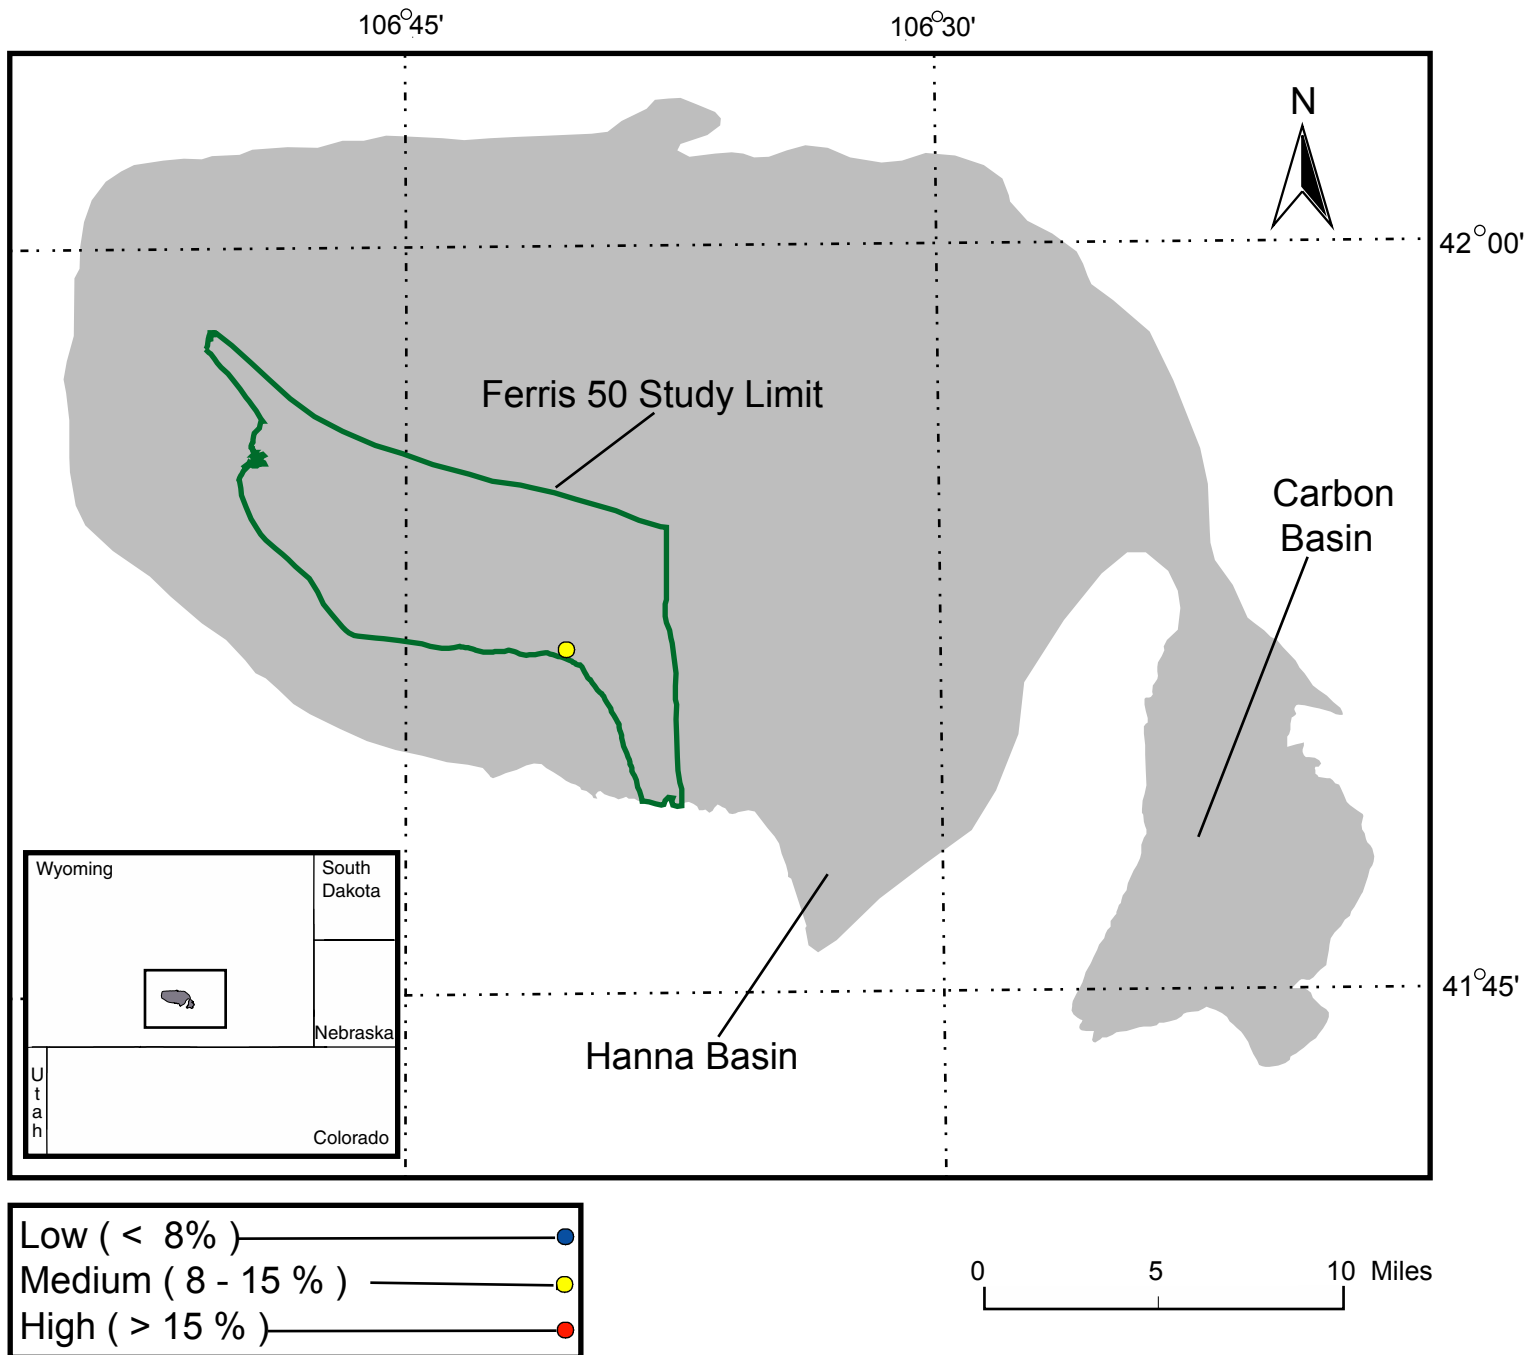 106°45'
106°30'
N
42°00'
Ferris 50 Study Limit
Carbon
Basin
Wyoming
South
Dakota
41°45'
Nebraska
Hanna Basin
U
t
a
h
Colorado
Low ( < 8% )
Medium ( 8 - 15 % )
High ( > 15 % )
0 5 10 Miles